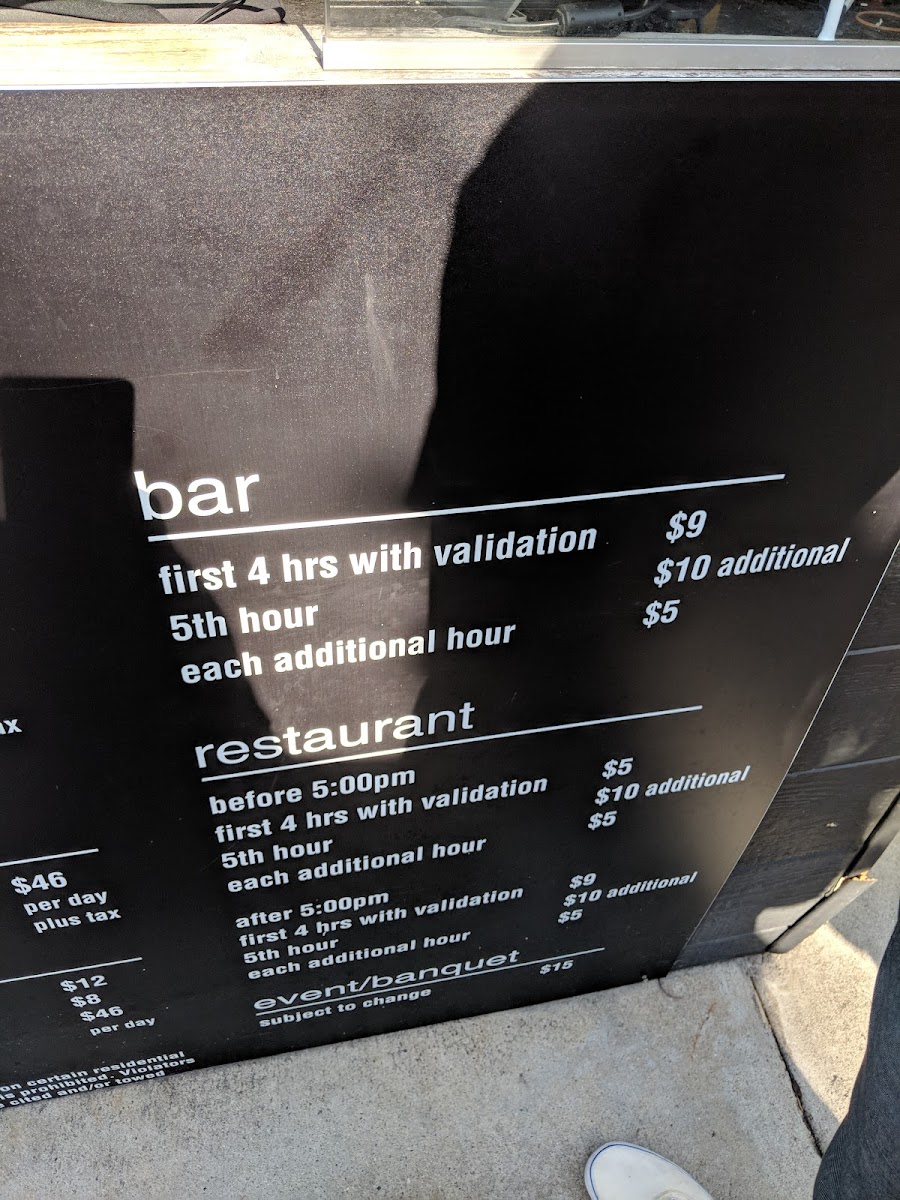 bar
first 4 hrs with validation $9
5th hour $10 additional
each additional hour $5
restaurant
before 5:00pm
first 4 hrs with validation $5
5th hour $10 additional
each additional hour $5
after 5:00pm
first 4 hrs with validation $9
5th hour $10 additional
each additional hour $5
event/banquet $15
subject to change
$46
per day
plus tax
$12
$8
$46
per day
on certain residential
is prohibited. Violators
cited and/or towed